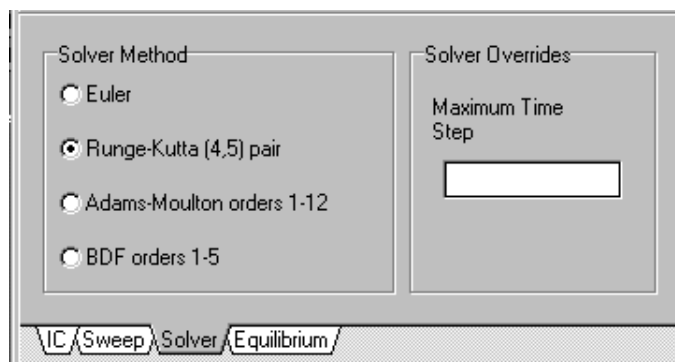 Solver Method
Euler
Runge-Kutta (4,5) pair
Adams-Moulton orders 1-12
BDF orders 1-5
Solver Overrides
Maximum Time
Step
IC
Sweep
Solver
Equilibrium